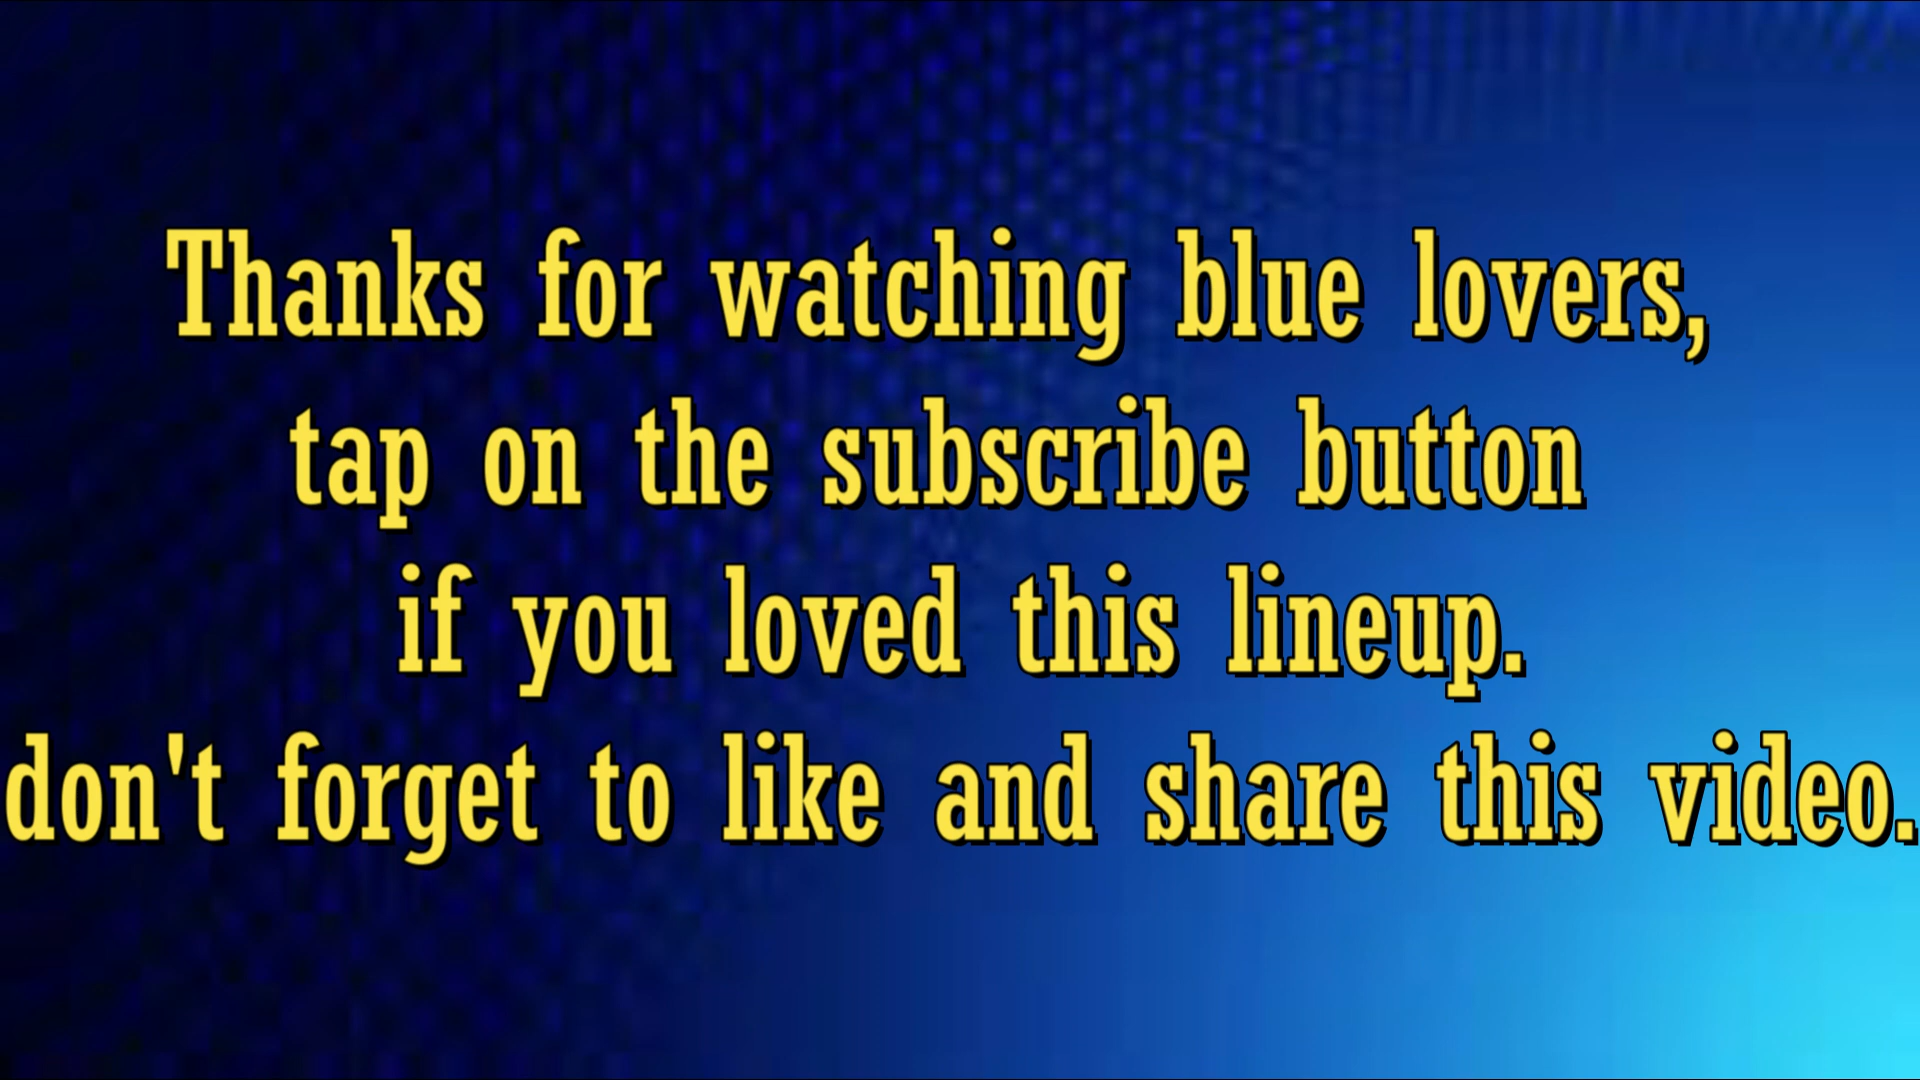 Thanks for watching blue lovers,
tap on the subscribe button
if you loved this lineup.
don't forget to like and share this video.